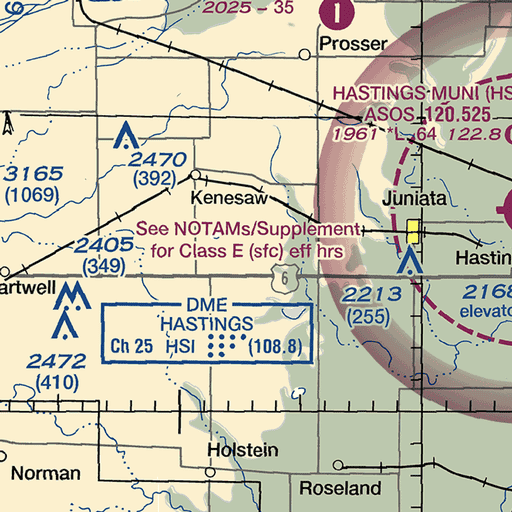 2025 - 35
Prosser
HASTINGS MUNI (HS
ASOS 120.525
1961 *L 64 122.8
2470
(392)
3165
(1069)
Kenesaw
Juniata
See NOTAMs/Supplement
for Class E (sfc) eff hrs
2405
(349)
Hastin
artwell
6
2213
(255)
2168
elevato
DME
HASTINGS
Ch 25 HSI (108.8)
2472
(410)
Holstein
Norman
Roseland